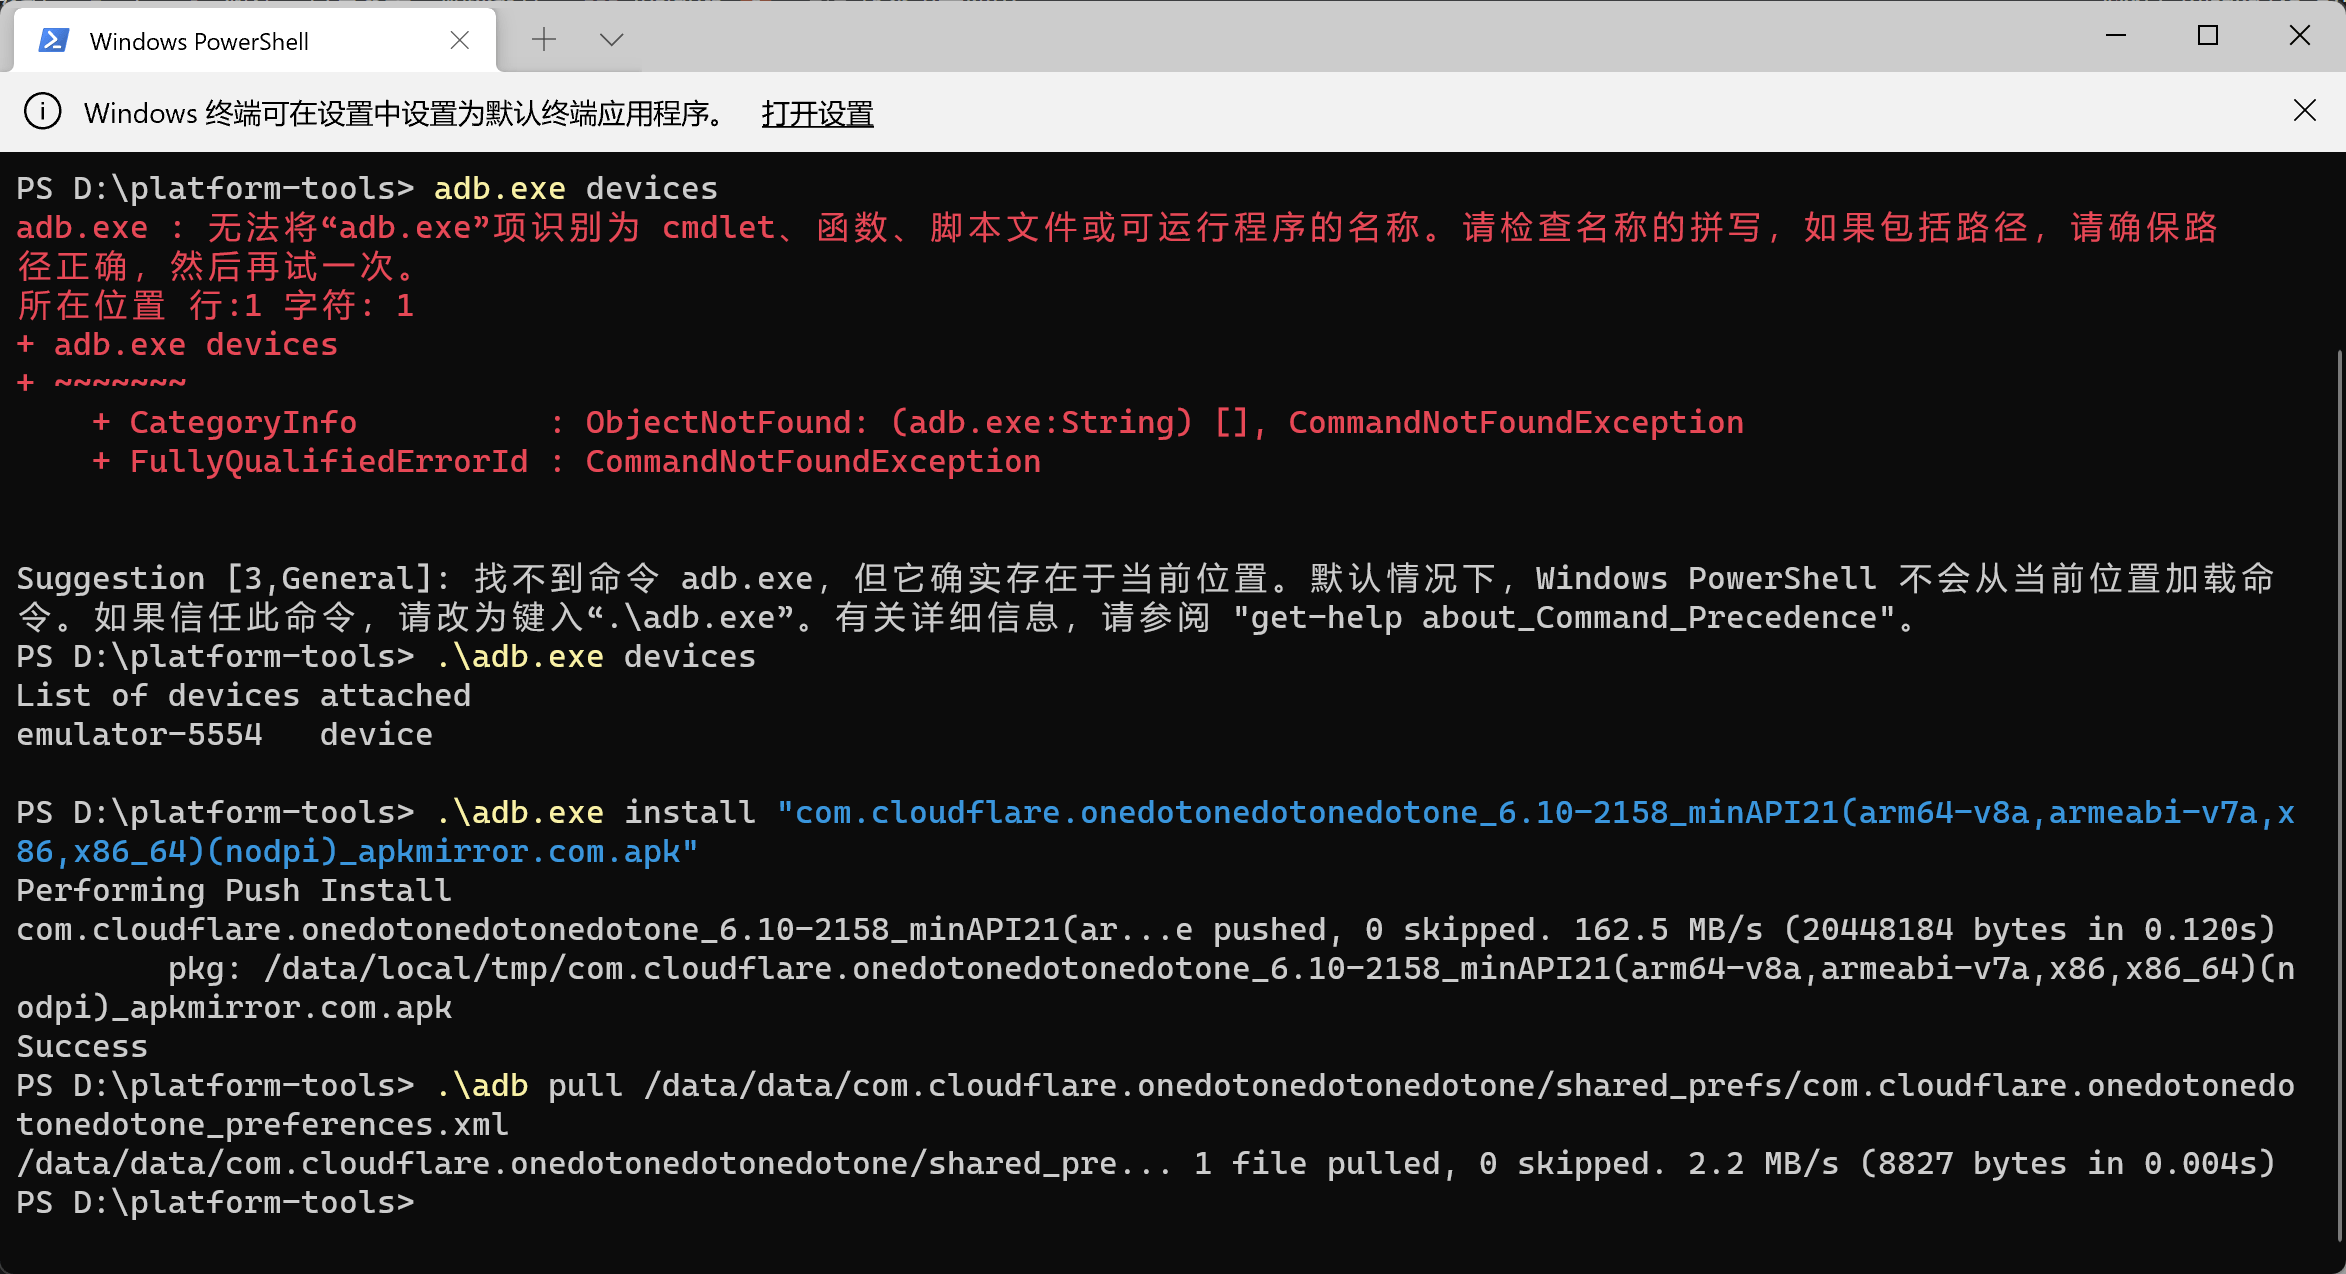 Windows PowerShell
Windows 终端可在设置中设置为默认终端应用程序。 打开设置
PS D:\platform-tools> adb.exe devices
adb.exe : 无法将“adb.exe”项识别为 cmdlet、函数、脚本文件或可运行程序的名称。请检查名称的拼写，如果包括路径，请确保路
径正确，然后再试一次。
所在位置 行:1 字符: 1
+ adb.exe devices
+ ~~~~~~~
    + CategoryInfo          : ObjectNotFound: (adb.exe:String) [], CommandNotFoundException
    + FullyQualifiedErrorId : CommandNotFoundException
Suggestion [3,General]: 找不到命令 adb.exe，但它确实存在于当前位置。默认情况下，Windows PowerShell 不会从当前位置加载命
令。如果信任此命令，请改为键入“.\adb.exe”。有关详细信息，请参阅 "get-help about_Command_Precedence"。
PS D:\platform-tools> .\adb.exe devices
List of devices attached
emulator-5554   device
PS D:\platform-tools> .\adb.exe install "com.cloudflare.onedotonedotonedotone_6.10-2158_minAPI21(arm64-v8a,armeabi-v7a,x
86,x86_64)(nodpi)_apkmirror.com.apk"
Performing Push Install
com.cloudflare.onedotonedotonedotone_6.10-2158_minAPI21(ar...e pushed, 0 skipped. 162.5 MB/s (20448184 bytes in 0.120s)
        pkg: /data/local/tmp/com.cloudflare.onedotonedotonedotone_6.10-2158_minAPI21(arm64-v8a,armeabi-v7a,x86,x86_64)(n
odpi)_apkmirror.com.apk
Success
PS D:\platform-tools> .\adb pull /data/data/com.cloudflare.onedotonedotonedotone/shared_prefs/com.cloudflare.onedotonedo
tonedotone_preferences.xml
/data/data/com.cloudflare.onedotonedotonedotone/shared_pre... 1 file pulled, 0 skipped. 2.2 MB/s (8827 bytes in 0.004s)
PS D:\platform-tools>